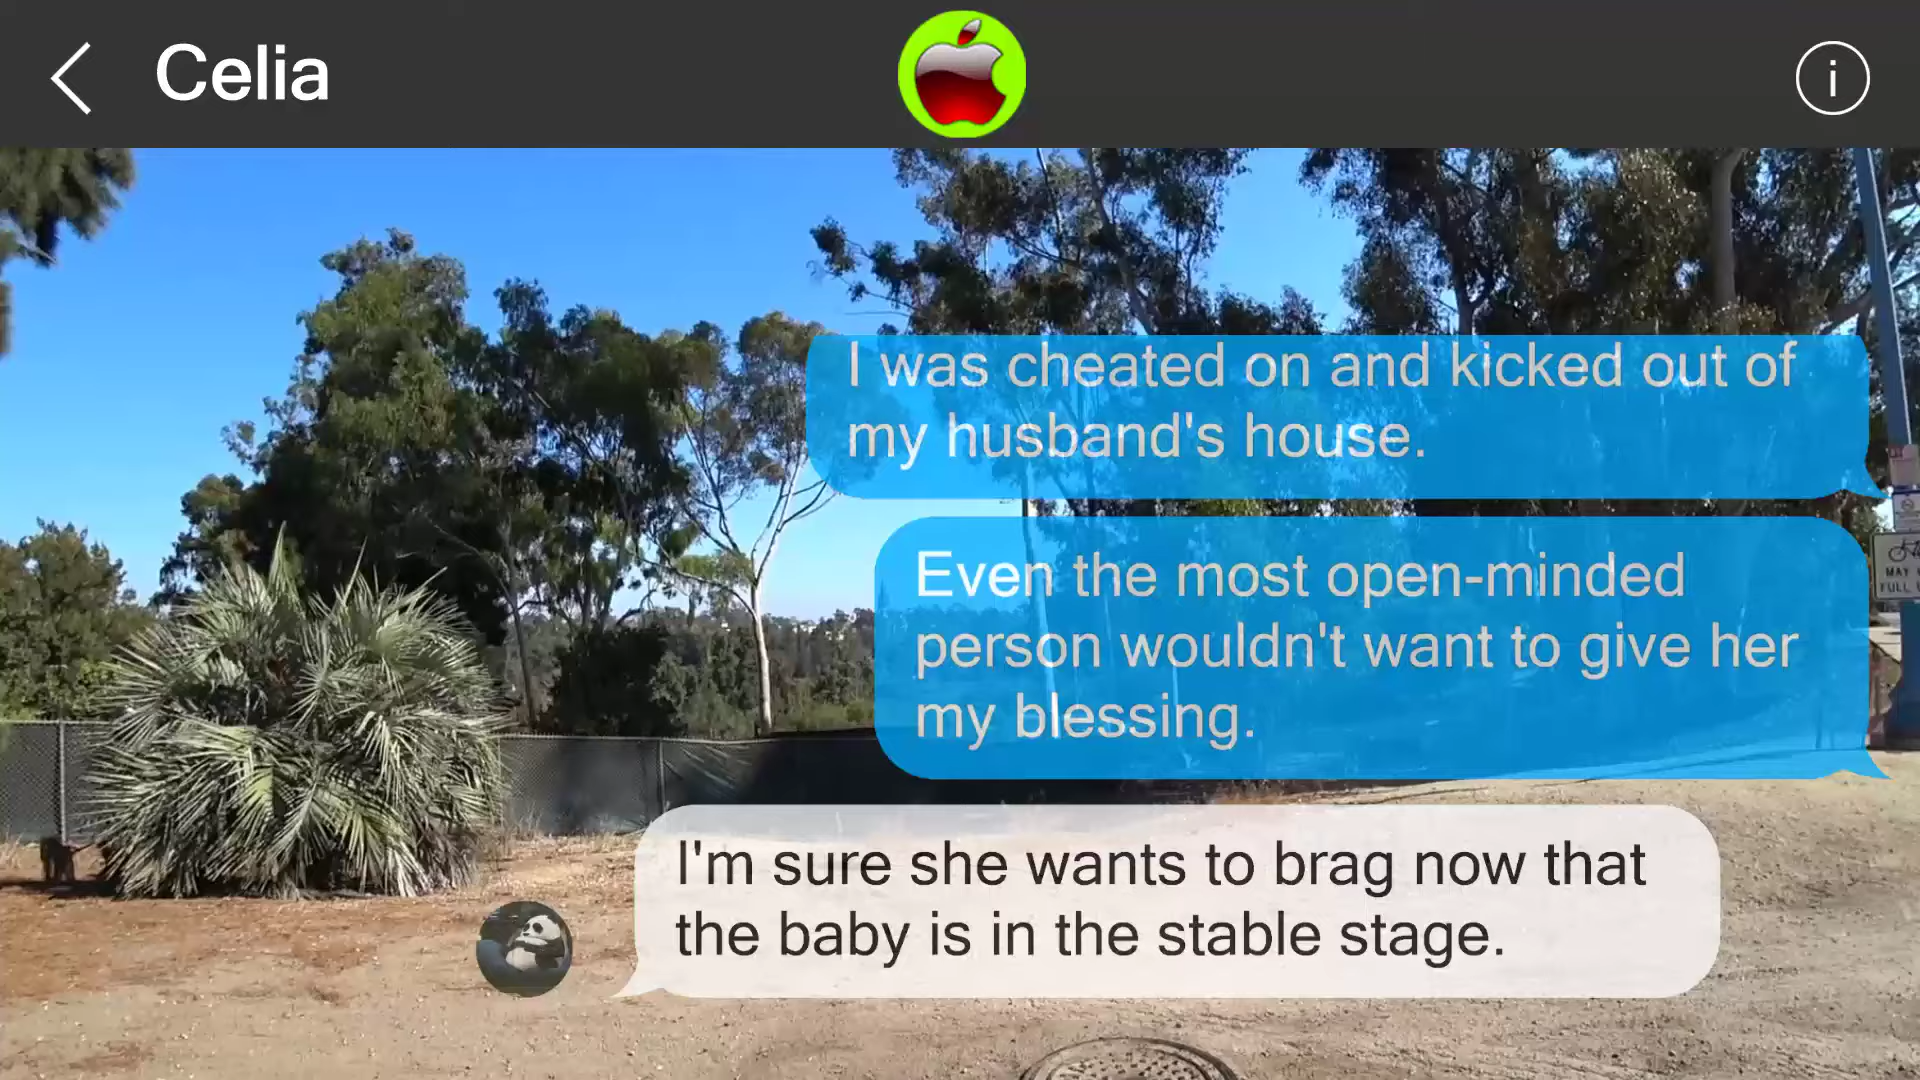 Celia
i
I was cheated on and kicked out of
my husband's house.
Even the most open-minded
person wouldn't want to give her
my blessing.
MAY
FULL
I'm sure she wants to brag now that
the baby is in the stable stage.